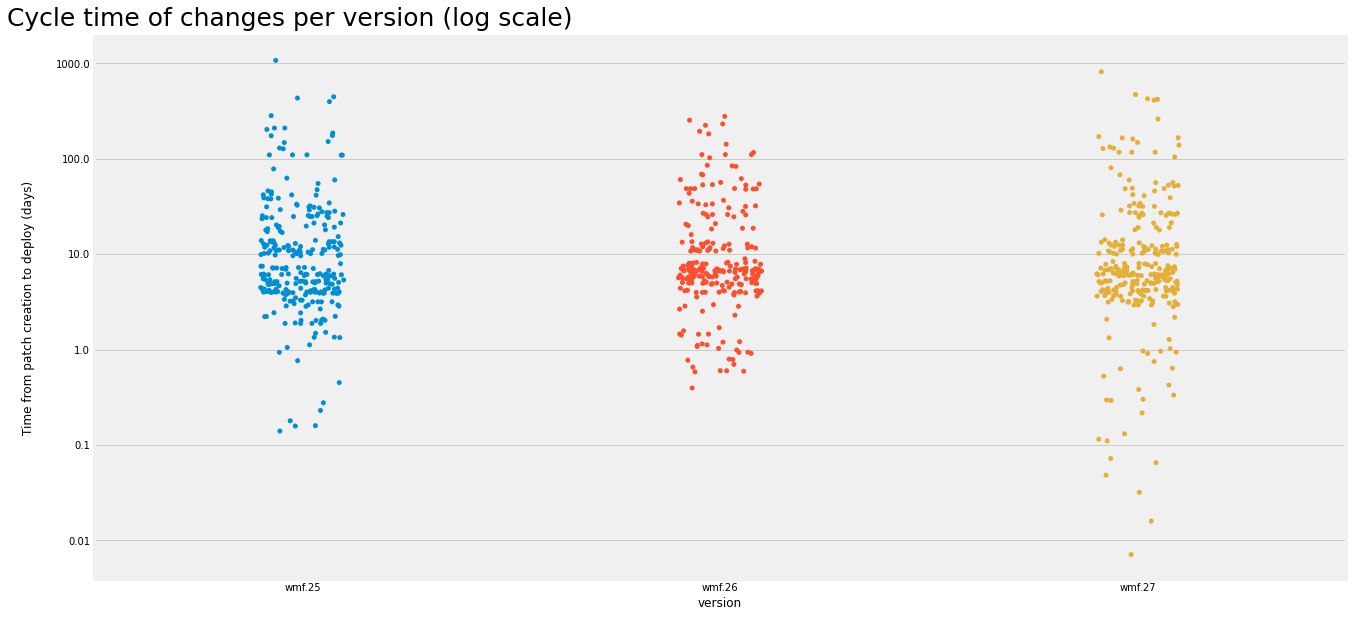 Cycle time of changes per version (log scale)
Time from patch creation to deploy (days)
1000.0
100.0
10.0
1.0
0.1
0.01
wmf.25
wmf.26
wmf.27
version